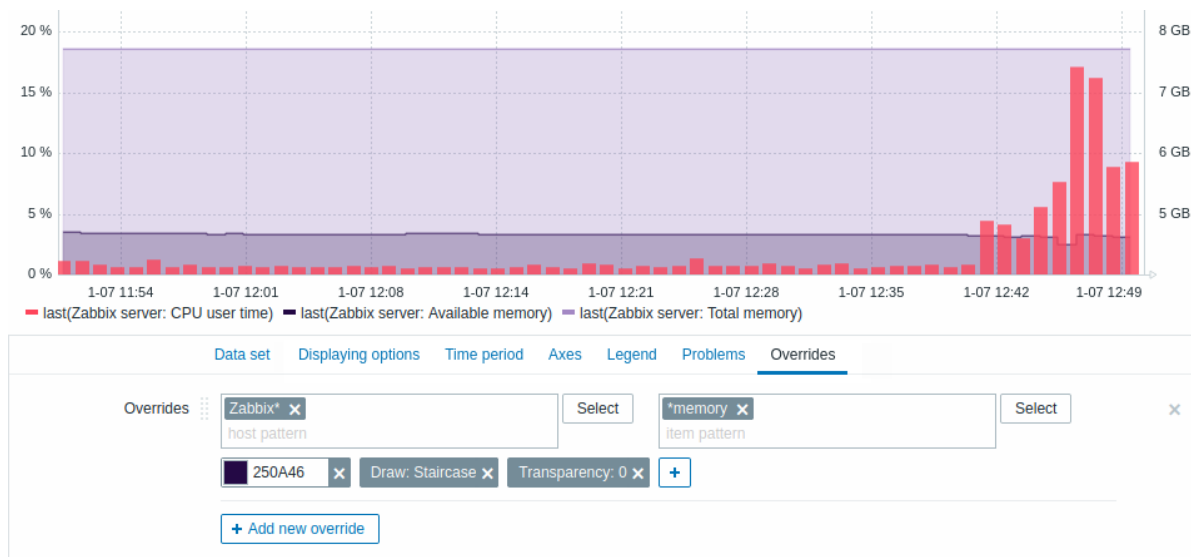 20 % 8 GB
15 % 7 GB
10 % 6 GB
5 % 5 GB
0 %
1-07 11:54 1-07 12:01 1-07 12:08 1-07 12:14 1-07 12:21 1-07 12:28 1-07 12:35 1-07 12:42 1-07 12:49
last(Zabbix server: CPU user time) last(Zabbix server: Available memory) last(Zabbix server: Total memory)
Data set Displaying options Time period Axes Legend Problems Overrides
Overrides Zabbix* × Select *memory × Select ×
host pattern item pattern
250A46 × Draw: Staircase × Transparency: 0 × +
+ Add new override